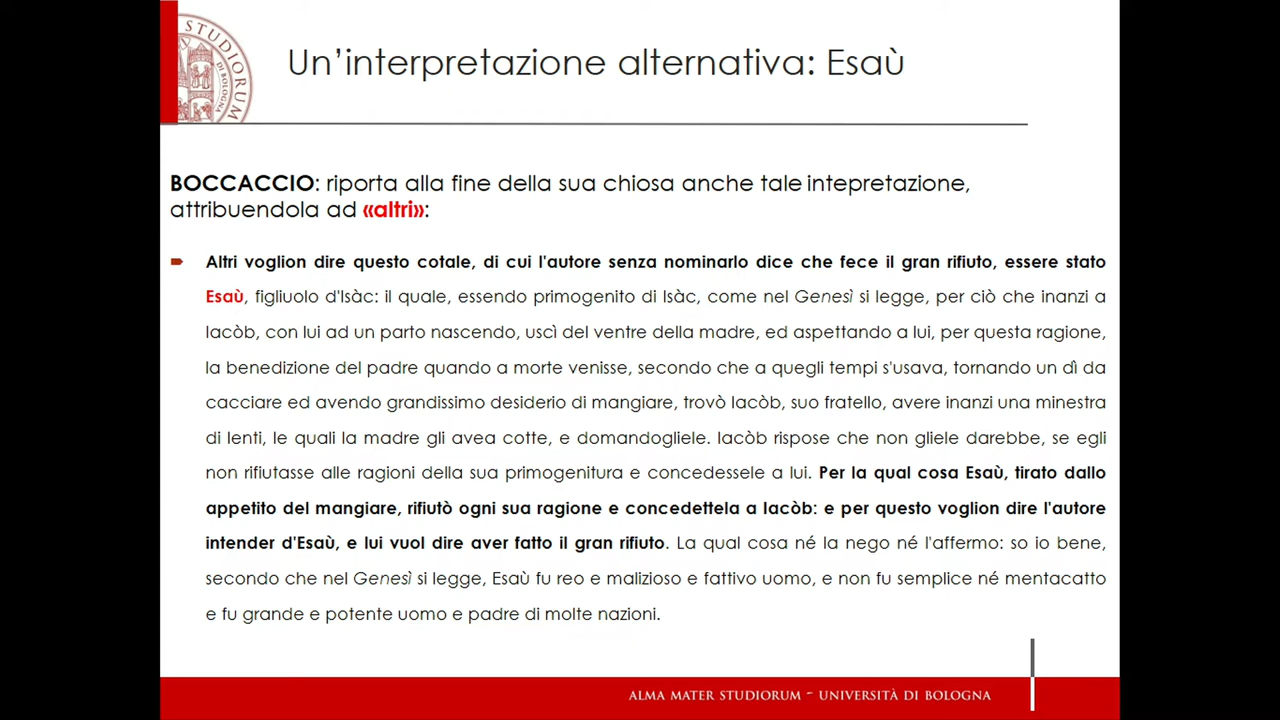 STUDIORUM
DI BOLOGNA
Un’interpretazione alternativa: Esaù
BOCCACCIO: riporta alla fine della sua chiosa anche tale intepretazione,
attribuendola ad «altri»:
Altri voglion dire questo cotale, di cui l'autore senza nominarlo dice che fece il gran rifiuto, essere stato
Esaù, figliuolo d'Isàc: il quale, essendo primogenito di Isàc, come nel Genesì si legge, per ciò che inanzi a
Iacòb, con lui ad un parto nascendo, uscì del ventre della madre, ed aspettando a lui, per questa ragione,
la benedizione del padre quando a morte venisse, secondo che a quegli tempi s'usava, tornando un dì da
cacciare ed avendo grandissimo desiderio di mangiare, trovò Iacòb, suo fratello, avere inanzi una minestra
di lenti, le quali la madre gli avea cotte, e domandogliele. Iacòb rispose che non gliele darebbe, se egli
non rifiutasse alle ragioni della sua primogenitura e concedessele a lui. Per la qual cosa Esaù, tirato dallo
appetito del mangiare, rifiutò ogni sua ragione e concedettela a Iacòb: e per questo voglion dire l'autore
intender d'Esaù, e lui vuol dire aver fatto il gran rifiuto. La qual cosa né la nego né l'affermo: so io bene,
secondo che nel Genesì si legge, Esaù fu reo e malizioso e fattivo uomo, e non fu semplice né mentacatto
e fu grande e potente uomo e padre di molte nazioni.
ALMA MATER STUDIORUM ~ UNIVERSITÀ DI BOLOGNA